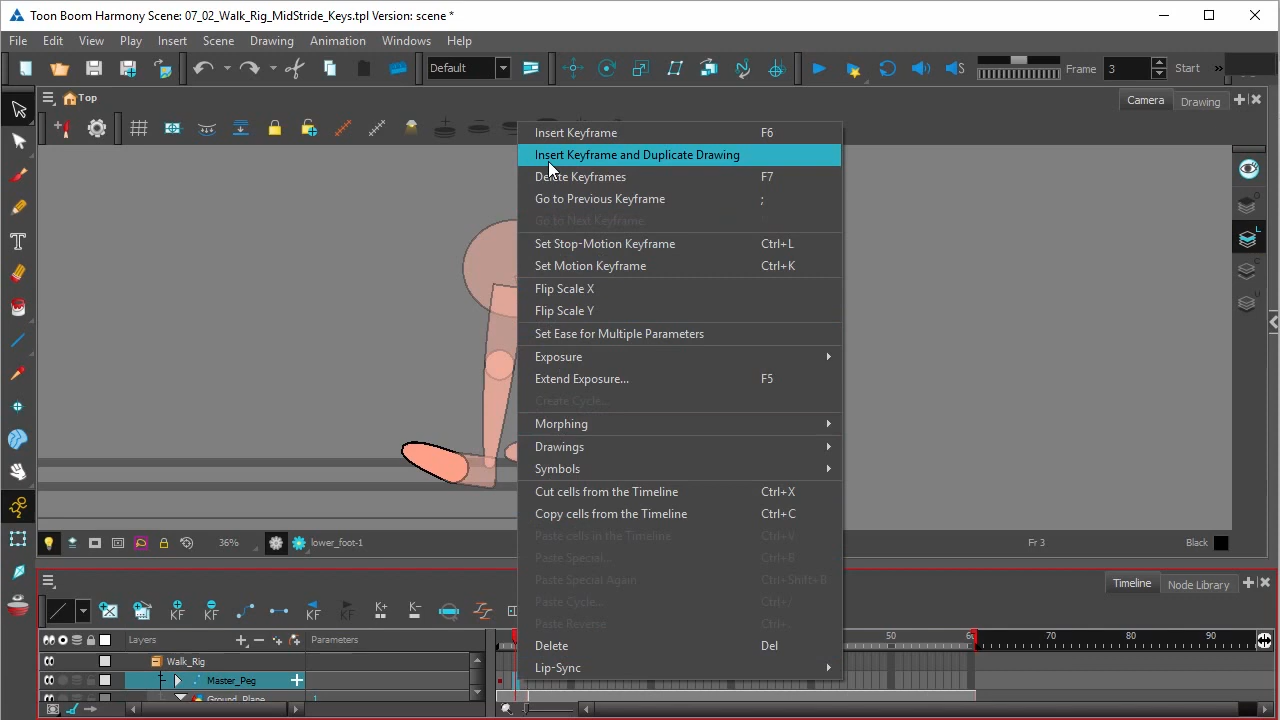 Toon Boom Harmony Scene: 07_02_Walk_Rig_MidStride_Keys.tpl Version: scene *
File Edit View Play Insert Scene Drawing Animation Windows Help
Default Frame 3 Start »
Top Camera Drawing
Insert Keyframe F6
Insert Keyframe and Duplicate Drawing
Delete Keyframes F7
Go to Previous Keyframe ;
Go to Next Keyframe
Set Stop-Motion Keyframe Ctrl+L
Set Motion Keyframe Ctrl+K
Flip Scale X
Flip Scale Y
Set Ease for Multiple Parameters
Exposure
Extend Exposure... F5
Create Cycle...
Morphing
Drawings
Symbols
Cut cells from the Timeline Ctrl+X
Copy cells from the Timeline Ctrl+C
Paste cells in the Timeline Ctrl+V
Paste Special... Ctrl+B
Paste Special Again Ctrl+Shift+B
Paste Cycle... Ctrl+/
Paste Reverse Ctrl+.
Delete Del
Lip-Sync
36% lower_foot-1 Fr 3 Black
Timeline Node Library
KF KF KF KF K+ K-
Layers Parameters 50 60 70 80 90
Walk_Rig
Master_Peg
Ground_Plane 1